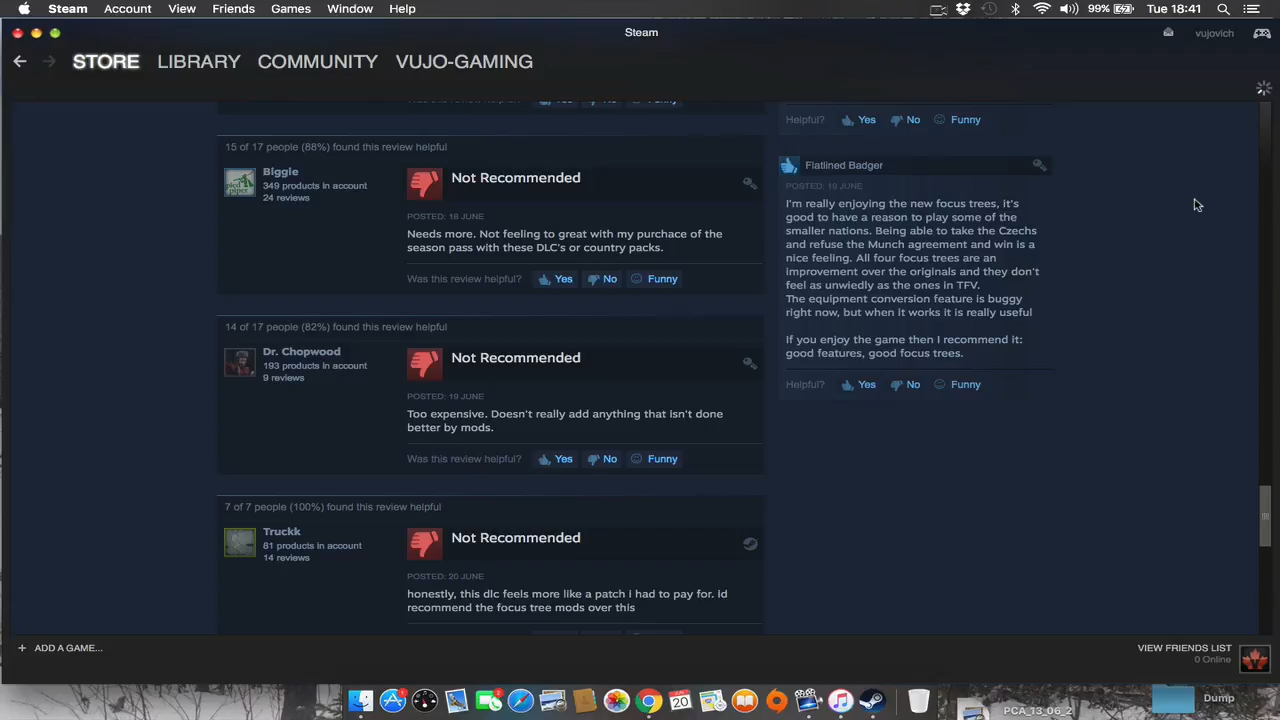 Steam Account View Friends Games Window Help 99% Tue 18:41
Steam
vujovich
STORE LIBRARY COMMUNITY VUJO-GAMING
Was this review helpful? Yes No Funny
15 of 17 people (88%) found this review helpful
Biggie
349 products in account
24 reviews
Not Recommended
POSTED: 18 JUNE
Needs more. Not feeling to great with my purchace of the
season pass with these DLC's or country packs.
Was this review helpful? Yes No Funny
14 of 17 people (82%) found this review helpful
Dr. Chopwood
193 products in account
9 reviews
Not Recommended
POSTED: 19 JUNE
Too expensive. Doesn't really add anything that isn't done
better by mods.
Was this review helpful? Yes No Funny
7 of 7 people (100%) found this review helpful
Truckk
81 products in account
14 reviews
Not Recommended
POSTED: 20 JUNE
honestly, this dlc feels more like a patch i had to pay for. id
recommend the focus tree mods over this
Helpful? Yes No Funny
Flatlined Badger
POSTED: 19 JUNE
I'm really enjoying the new focus trees, it's
good to have a reason to play some of the
smaller nations. Being able to take the Czechs
and refuse the Munch agreement and win is a
nice feeling. All four focus trees are an
improvement over the originals and they don't
feel as unwiedly as the ones in TFV.
The equipment conversion feature is buggy
right now, but when it works it is really useful
If you enjoy the game then I recommend it:
good features, good focus trees.
Helpful? Yes No Funny
+ ADD A GAME...
VIEW FRIENDS LIST
0 Online
20
PCA_13_06_2
Dump